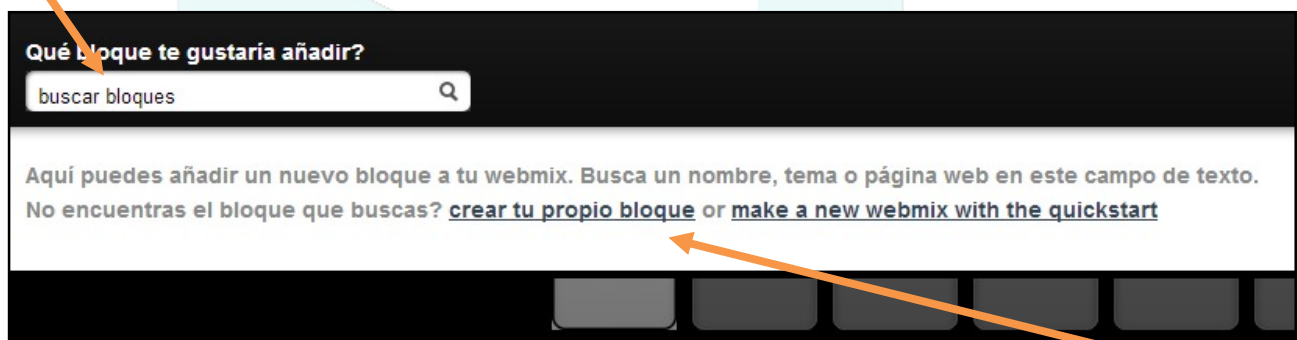 Qué bloque te gustaría añadir?
buscar bloques
Aquí puedes añadir un nuevo bloque a tu webmix. Busca un nombre, tema o página web en este campo de texto.
No encuentras el bloque que buscas? crear tu propio bloque or make a new webmix with the quickstart